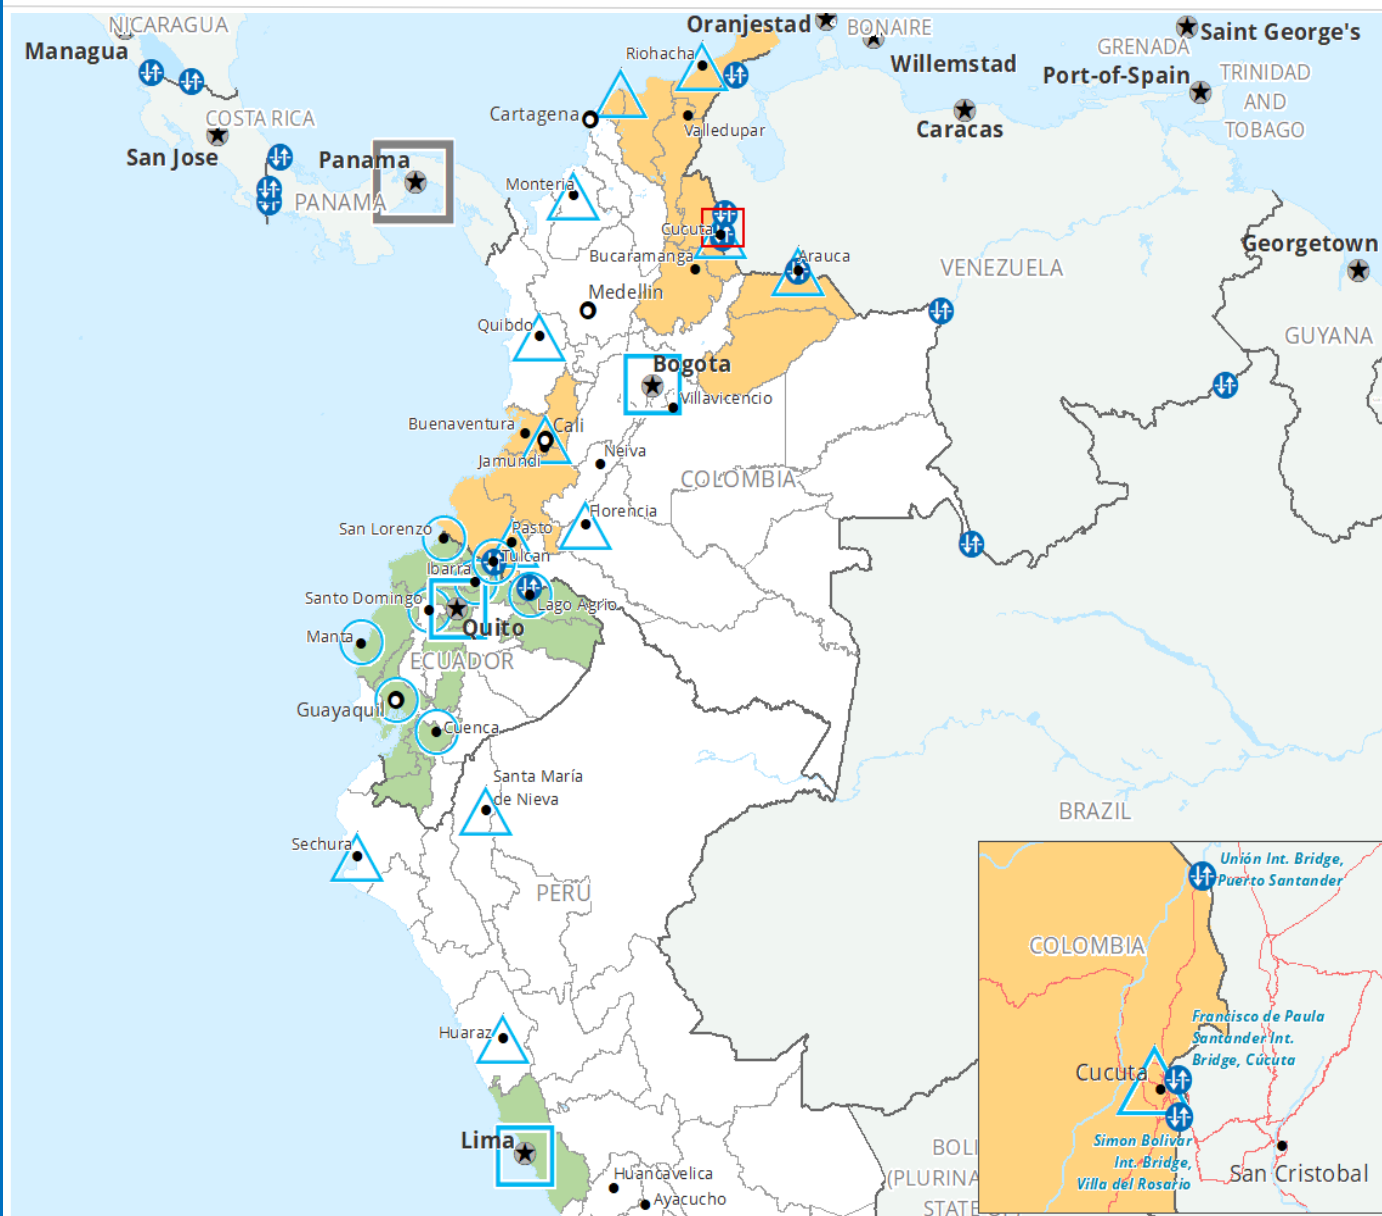 NICARAGUA
Managua
COSTA RICA
San Jose
Panama
PANAMA
Oranjestad
BONAIRE
Willemstad
Saint George's
GRENADA
Port-of-Spain
TRINIDAD
AND
TOBAGO
Caracas
Riohacha
Cartagena
Valledupar
Monteria
Cucuta
Bucaramanga
Arauca
VENEZUELA
Georgetown
GUYANA
Medellin
Quibdo
Bogota
Villavicencio
Buenaventura
Cali
Jamundi
Neiva
COLOMBIA
Florencia
San Lorenzo
Pasto
Tulcan
Ibarra
Santo Domingo
Lago Agrio
Quito
Manta
ECUADOR
Guayaquil
Cuenca
Santa María
de Nieva
Sechura
BRAZIL
PERU
Huaraz
Lima
Huancavelica
Ayacucho
BOLI
(PLURINA
STATE
Unión Int. Bridge,
Puerto Santander
COLOMBIA
Francisco de Paula
Santander Int.
Bridge, Cúcuta
Cucuta
Simon Bolivar
Int. Bridge,
Villa del Rosario
San Cristobal